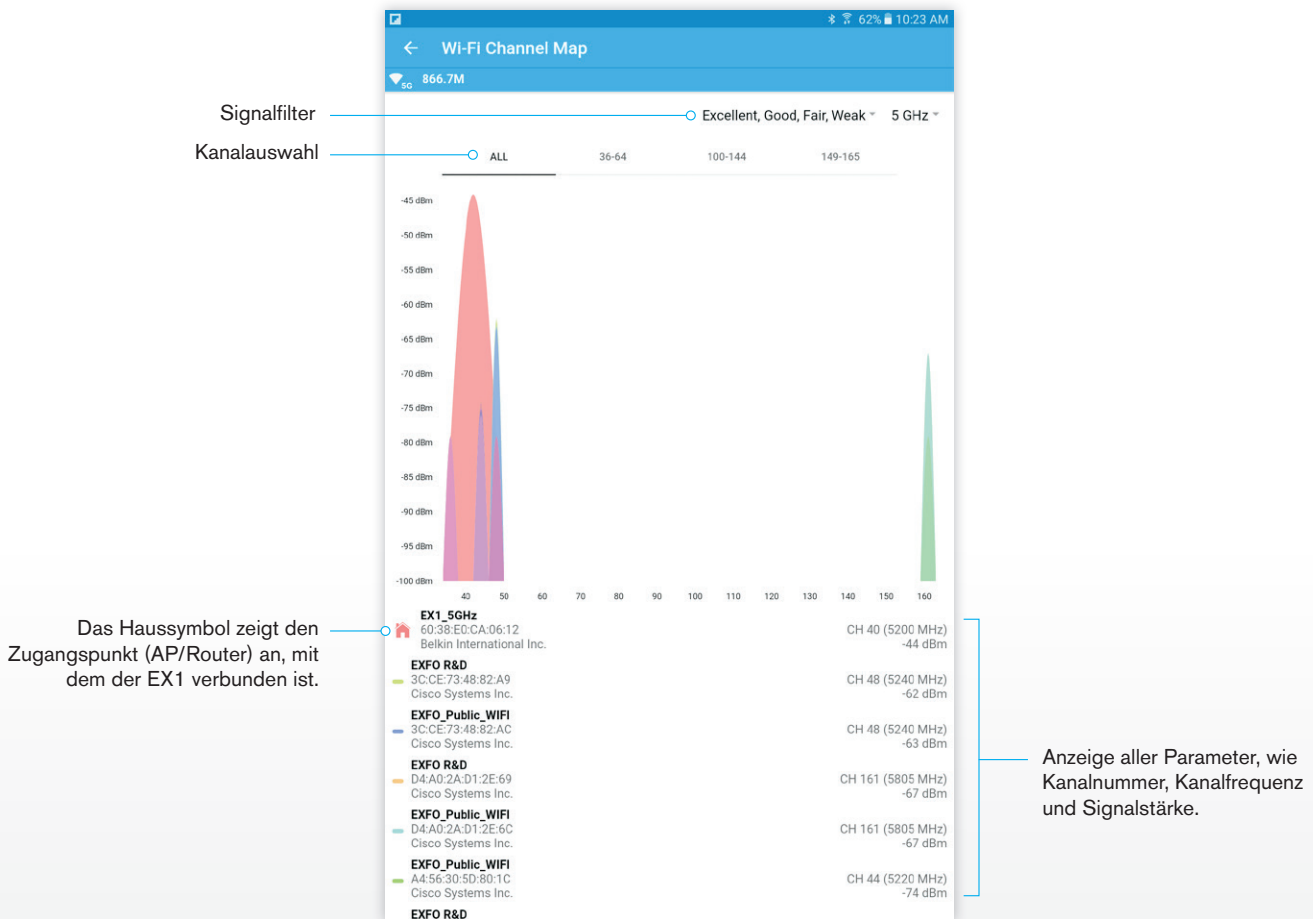 62% 10:23 AM
Wi-Fi Channel Map
5G 866.7M
Signalfilter
Excellent, Good, Fair, Weak 5 GHz
Kanalauswahl
ALL 36-64 100-144 149-165
-45 dBm
-50 dBm
-55 dBm
-60 dBm
-65 dBm
-70 dBm
-75 dBm
-80 dBm
-85 dBm
-90 dBm
-95 dBm
-100 dBm
40 50 60 70 80 90 100 110 120 130 140 150 160
Das Haussymbol zeigt den
Zugangspunkt (AP/Router) an, mit
dem der EX1 verbunden ist.
EX1_5GHz
60:38:E0:CA:06:12 CH 40 (5200 MHz)
Belkin International Inc. -44 dBm
EXFO R&D
3C:CE:73:48:82:A9 CH 48 (5240 MHz)
Cisco Systems Inc. -62 dBm
EXFO_Public_WIFI
3C:CE:73:48:82:AC CH 48 (5240 MHz)
Cisco Systems Inc. -63 dBm
EXFO R&D
D4:A0:2A:D1:2E:69 CH 161 (5805 MHz)
Cisco Systems Inc. -67 dBm
EXFO_Public_WIFI
D4:A0:2A:D1:2E:6C CH 161 (5805 MHz)
Cisco Systems Inc. -67 dBm
EXFO_Public_WIFI
A4:56:30:5D:80:1C CH 44 (5220 MHz)
Cisco Systems Inc. -74 dBm
EXFO R&D
Anzeige aller Parameter, wie
Kanalnummer, Kanalfrequenz
und Signalstärke.